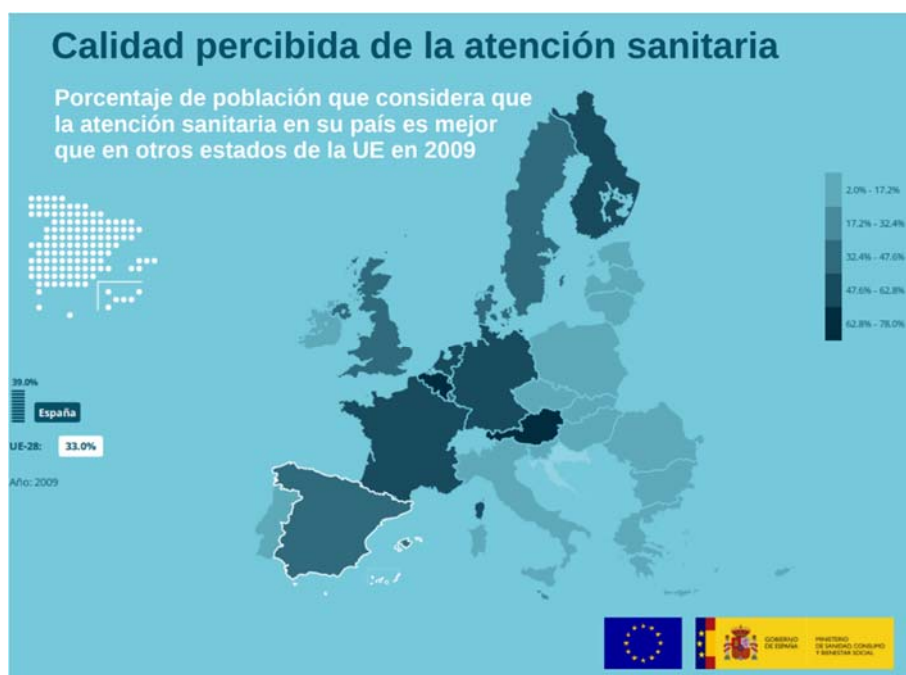 Calidad percibida de la atención sanitaria
Porcentaje de población que considera que
la atención sanitaria en su país es mejor
que en otros estados de la UE en 2009
2.0% - 17.2%
17.2% - 32.4%
32.4% - 47.6%
47.6% - 62.8%
62.8% - 78.0%
39.0%
España
UE-28: 33.0%
Año: 2009
GOBIERNO
DE ESPAÑA
MINISTERIO
DE SANIDAD, CONSUMO
Y BIENESTAR SOCIAL